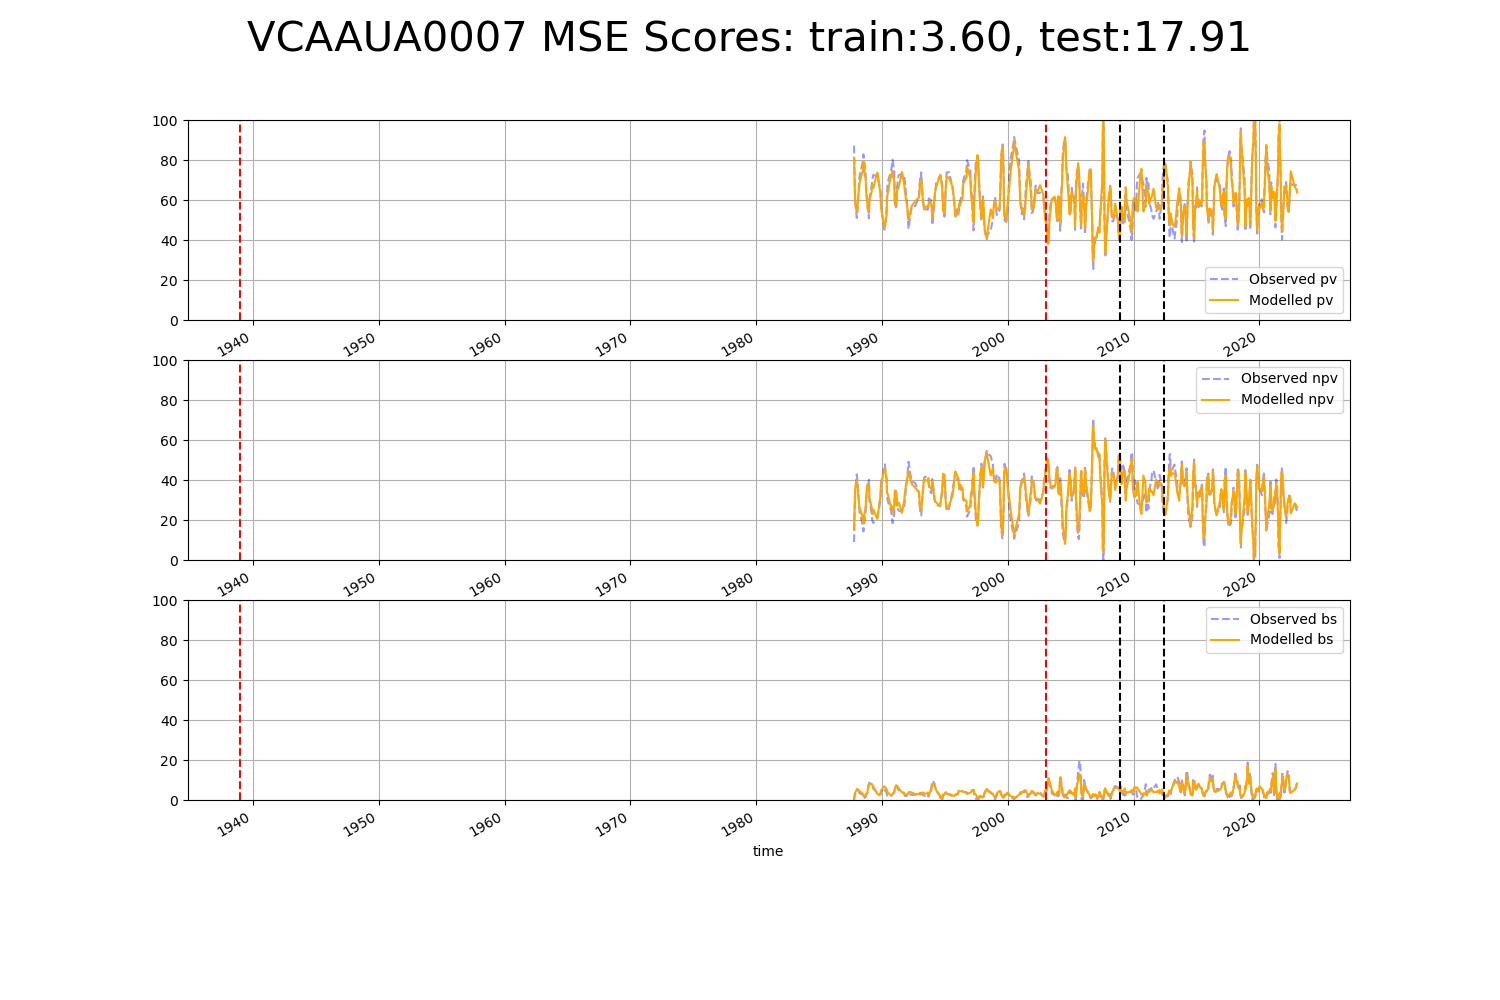 VCAAUA0007 MSE Scores: train:3.60, test:17.91
100
80
60
40
20
0
Observed pv
Modelled pv
1940 1950 1960 1970 1980 1990 2000 2010 2020
100
80
60
40
20
0
Observed npv
Modelled npv
1940 1950 1960 1970 1980 1990 2000 2010 2020
100
80
60
40
20
0
Observed bs
Modelled bs
1940 1950 1960 1970 1980 1990 2000 2010 2020
time